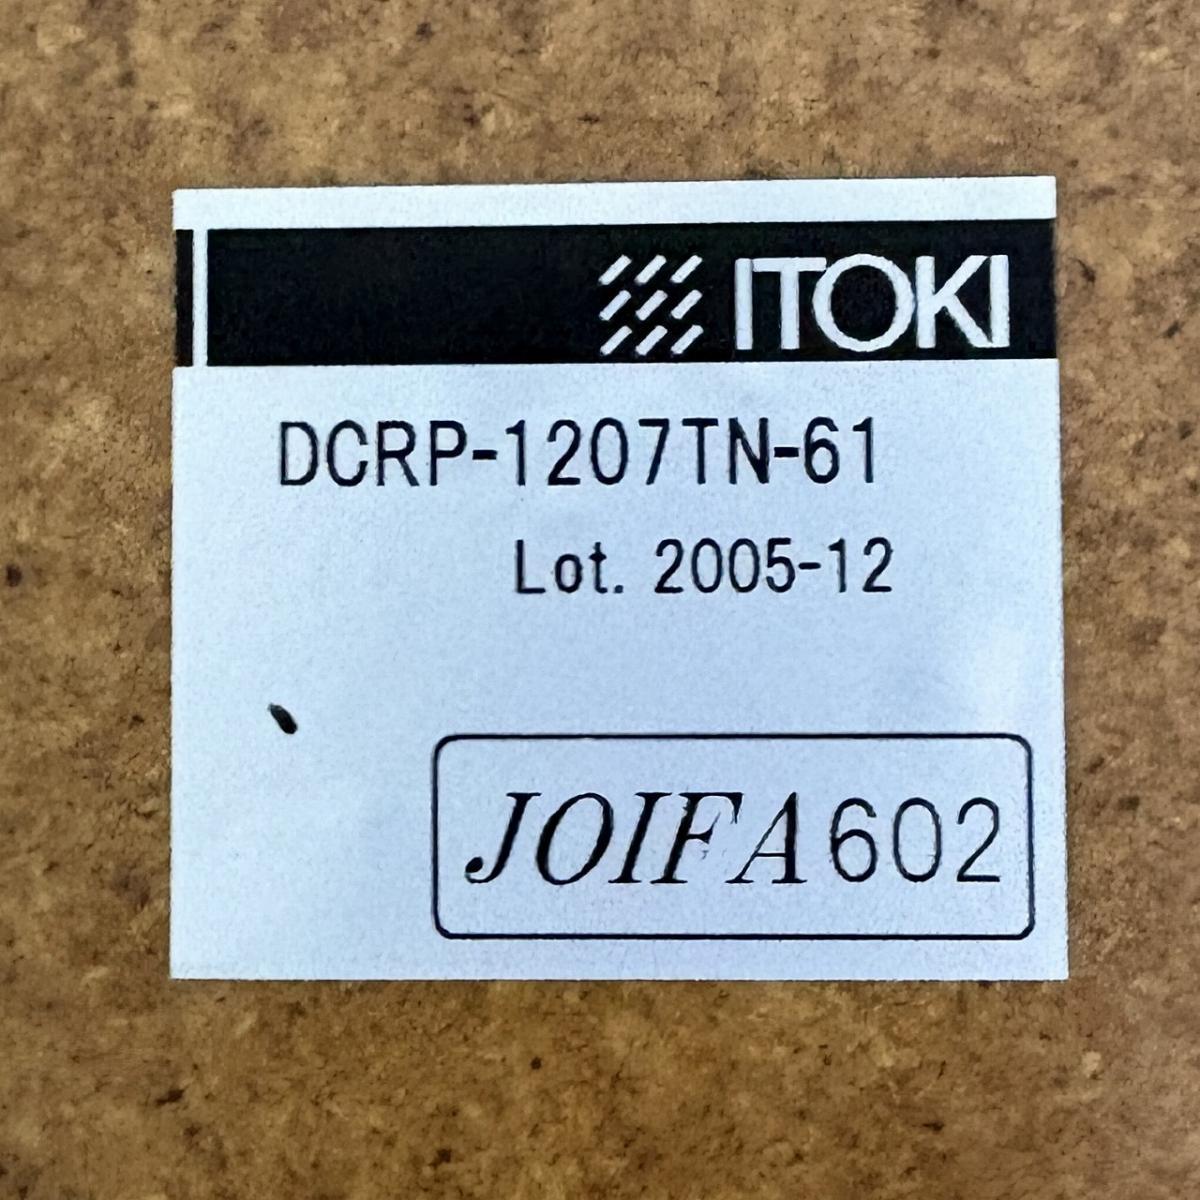 ITOKI
DCRP-1207TN-61
Lot. 2005-12
JOIFA602